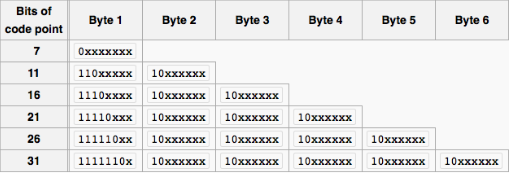 Bits of code point Byte 1 Byte 2 Byte 3 Byte 4 Byte 5 Byte 6
7 0xxxxxxx
11 110xxxxx 10xxxxxx
16 1110xxxx 10xxxxxx 10xxxxxx
21 11110xxx 10xxxxxx 10xxxxxx 10xxxxxx
26 111110xx 10xxxxxx 10xxxxxx 10xxxxxx 10xxxxxx
31 1111110x 10xxxxxx 10xxxxxx 10xxxxxx 10xxxxxx 10xxxxxx